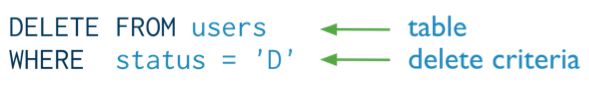 DELETE FROM users table
WHERE status = 'D' delete criteria